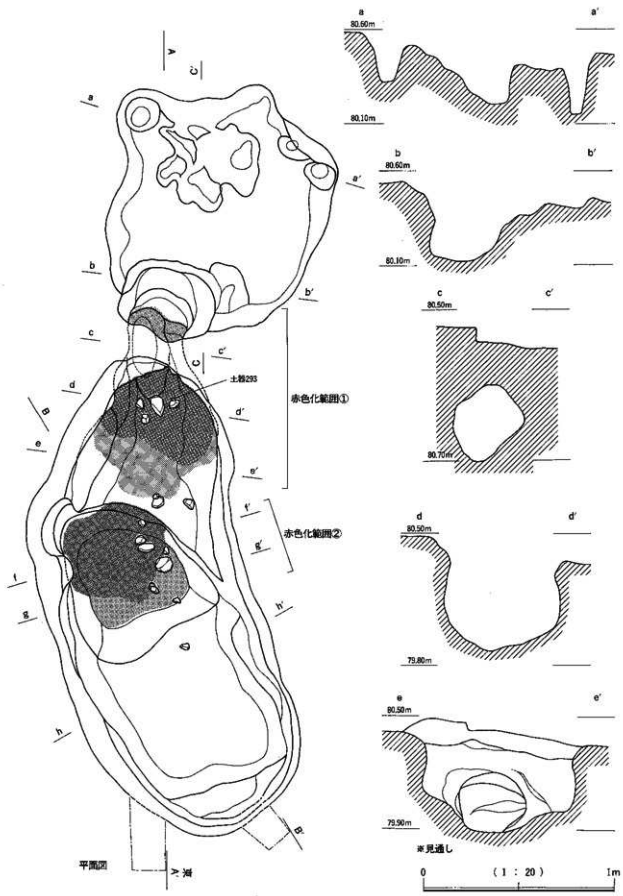 A
C'
a
a'
b
b'
c
c'
C
土器293
d
d'
赤色化範囲①
B
e
e'
f'
赤色化範囲②
g'
f
g
h'
h
平面図
A'
B'
a
a'
80.60m
80.10m
b
b'
80.60m
80.10m
c
c'
80.50m
80.70m
d
d'
80.50m
79.80m
e
e'
80.50m
79.90m
※見通し
0
(1:20)
1m